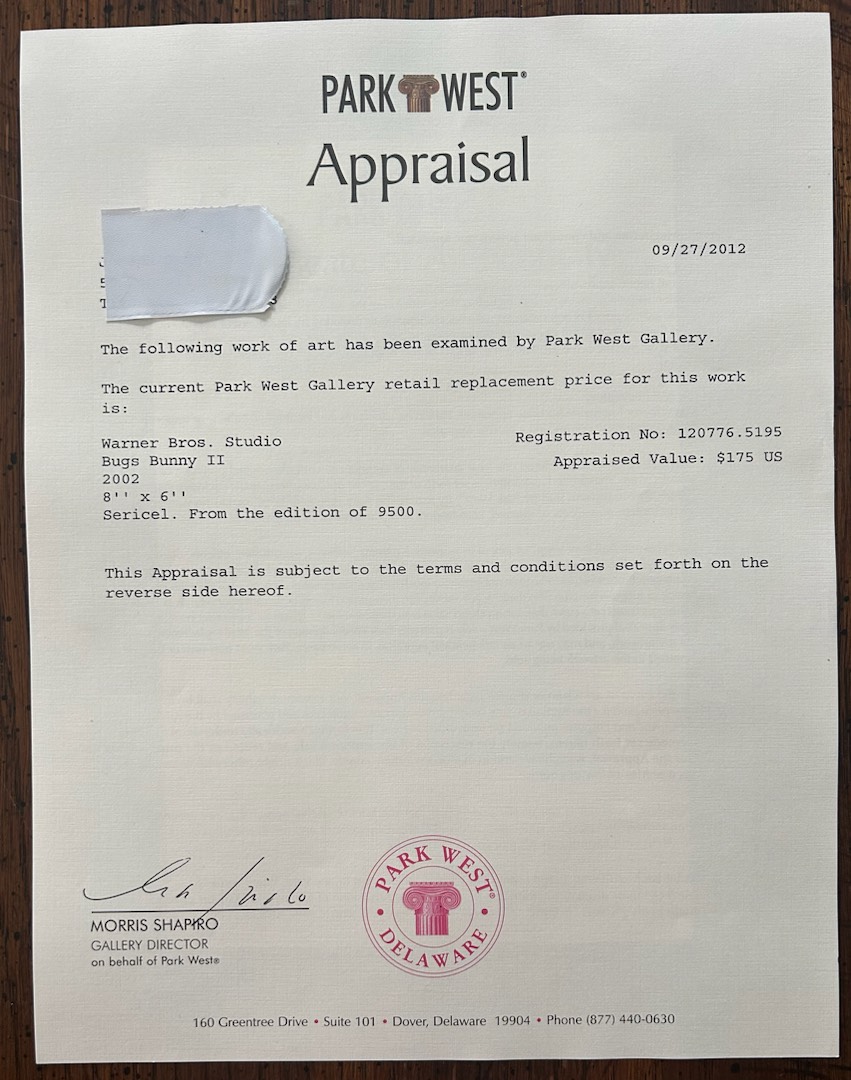 PARK WEST®
Appraisal
09/27/2012
The following work of art has been examined by Park West Gallery.
The current Park West Gallery retail replacement price for this work
is:
Warner Bros. Studio
Bugs Bunny II
2002
8'' x 6''
Sericel. From the edition of 9500.
Registration No: 120776.5195
Appraised Value: $175 US
This Appraisal is subject to the terms and conditions set forth on the
reverse side hereof.
MORRIS SHAPIRO
GALLERY DIRECTOR
on behalf of Park West®
PARK WEST®
• DELAWARE •
160 Greentree Drive • Suite 101 • Dover, Delaware 19904 • Phone (877) 440-0630